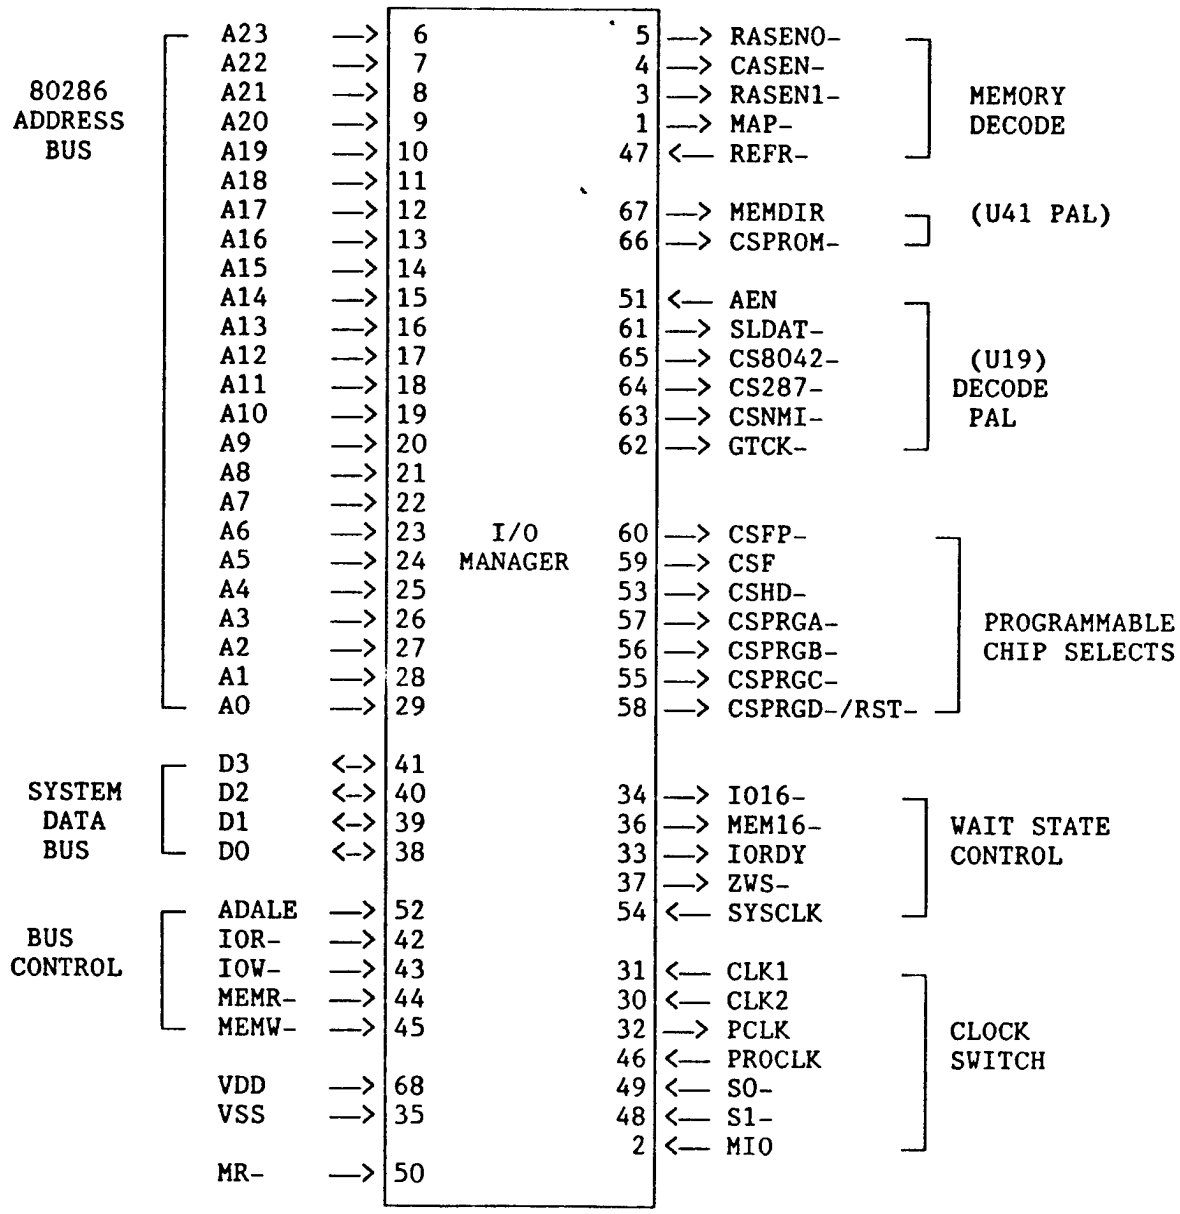 80286
ADDRESS
BUS
A23 —> 6
A22 —> 7
A21 —> 8
A20 —> 9
A19 —> 10
A18 —> 11
A17 —> 12
A16 —> 13
A15 —> 14
A14 —> 15
A13 —> 16
A12 —> 17
A11 —> 18
A10 —> 19
A9 —> 20
A8 —> 21
A7 —> 22
A6 —> 23
A5 —> 24
A4 —> 25
A3 —> 26
A2 —> 27
A1 —> 28
A0 —> 29
SYSTEM
DATA
BUS
D3 <-> 41
D2 <-> 40
D1 <-> 39
D0 <-> 38
BUS
CONTROL
ADALE —> 52
IOR- —> 42
IOW- —> 43
MEMR- —> 44
MEMW- —> 45
VDD —> 68
VSS —> 35
MR- —> 50
I/O
MANAGER
5 —> RASEN0-
4 —> CASEN-
3 —> RASEN1-
1 —> MAP-
47 <— REFR-
MEMORY
DECODE
67 —> MEMDIR
66 —> CSPROM-
(U41 PAL)
51 <— AEN
61 —> SLDAT-
65 —> CS8042-
64 —> CS287-
63 —> CSNMI-
62 —> GTCK-
(U19)
DECODE
PAL
60 —> CSFP-
59 —> CSF
53 —> CSHD-
57 —> CSPRGA-
56 —> CSPRGB-
55 —> CSPRGC-
58 —> CSPRGD-/RST-
PROGRAMMABLE
CHIP SELECTS
34 —> IO16-
36 —> MEM16-
33 —> IORDY
37 —> ZWS-
54 <— SYSCLK
WAIT STATE
CONTROL
31 <— CLK1
30 <— CLK2
32 —> PCLK
46 <— PROCLK
49 <— S0-
48 <— S1-
2 <— MIO
CLOCK
SWITCH